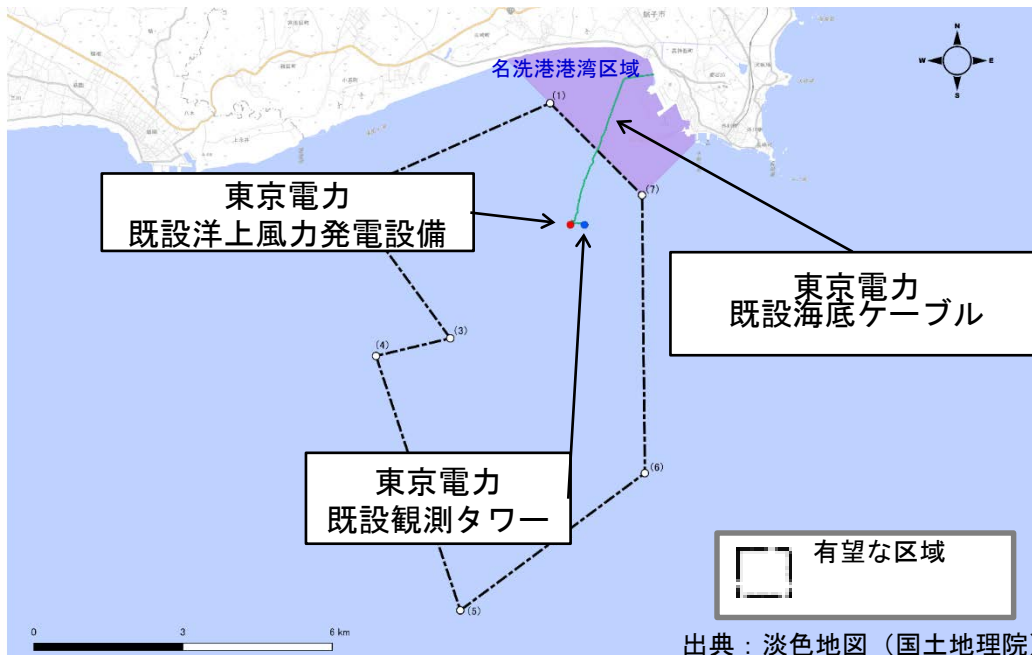 銚子市
名洗港港湾区域
N
W
E
S
(1)
(7)
東京電力
既設洋上風力発電設備
東京電力
既設海底ケーブル
(3)
(4)
東京電力
既設観測タワー
(6)
(5)
有望な区域
0
3
6 km
出典：淡色地図（国土地理院）